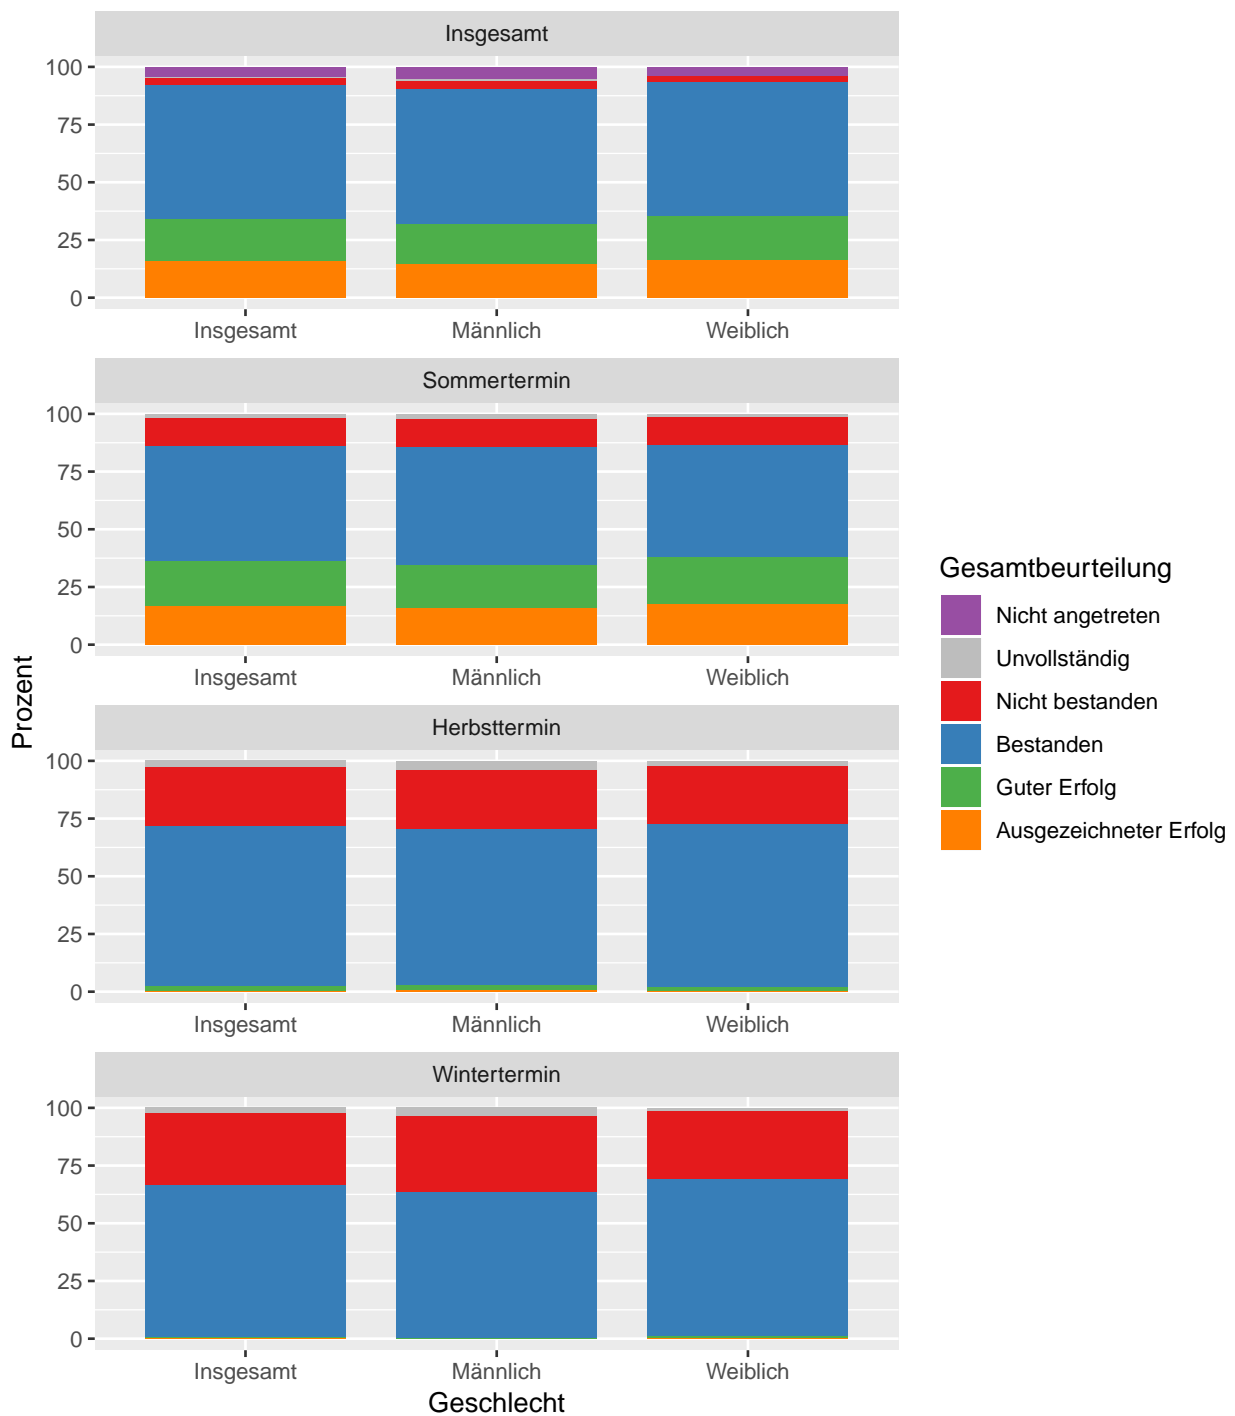 Insgesamt
100
75
50
25
0
Insgesamt Männlich Weiblich
Sommertermin
100
75
50
25
0
Insgesamt Männlich Weiblich
Herbsttermin
100
75
50
25
0
Insgesamt Männlich Weiblich
Wintertermin
100
75
50
25
0
Insgesamt Männlich Weiblich
Geschlecht
Prozent
Gesamtbeurteilung
Nicht angetreten
Unvollständig
Nicht bestanden
Bestanden
Guter Erfolg
Ausgezeichneter Erfolg